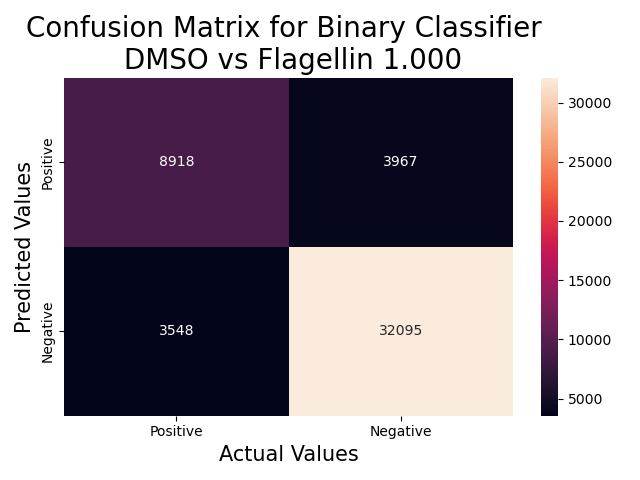 Confusion Matrix for Binary Classifier
DMSO vs Flagellin 1.000
Predicted Values
Positive
Negative
8918
3967
3548
32095
Positive
Negative
Actual Values
30000
25000
20000
15000
10000
5000